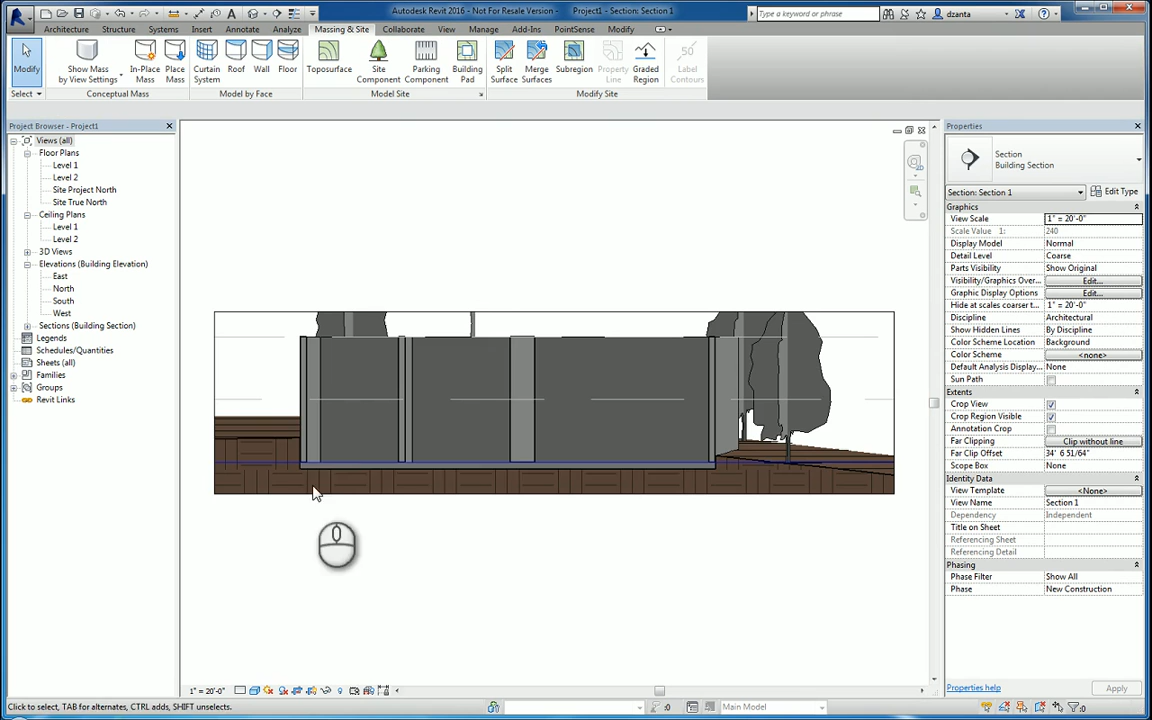 Autodesk Revit 2016 - Not For Resale Version - Project1 - Section: Section 1
Type a keyword or phrase
dzanta
Architecture Structure Systems Insert Annotate Analyze Massing & Site Collaborate View Manage Add-Ins PointSense Modify
Modify
Show Mass
by View Settings
In-Place
Mass
Place
Mass
Curtain
System
Roof
Wall
Floor
Toposurface
Site
Component
Parking
Component
Building
Pad
Split
Surface
Merge
Surfaces
Subregion
Property
Line
Graded
Region
50
Label
Contours
Select
Conceptual Mass
Model by Face
Model Site
Modify Site
Project Browser - Project1
Views (all)
Floor Plans
Level 1
Level 2
Site Project North
Site True North
Ceiling Plans
Level 1
Level 2
3D Views
Elevations (Building Elevation)
East
North
South
West
Sections (Building Section)
Legends
Schedules/Quantities
Sheets (all)
Families
Groups
Revit Links
Properties
Section
Building Section
Section: Section 1
Edit Type
Graphics
View Scale 1" = 20'-0"
Scale Value 1: 240
Display Model Normal
Detail Level Coarse
Parts Visibility Show Original
Visibility/Graphics Over... Edit...
Graphic Display Options Edit...
Hide at scales coarser t... 1" = 20'-0"
Discipline Architectural
Show Hidden Lines By Discipline
Color Scheme Location Background
Color Scheme <none>
Default Analysis Display... None
Sun Path
Extents
Crop View
Crop Region Visible
Annotation Crop
Far Clipping Clip without line
Far Clip Offset 34' 6 51/64"
Scope Box None
Identity Data
View Template <None>
View Name Section 1
Dependency Independent
Title on Sheet
Referencing Sheet
Referencing Detail
Phasing
Phase Filter Show All
Phase New Construction
Properties help
Apply
1" = 20'-0"
Click to select, TAB for alternates, CTRL adds, SHIFT unselects.
:0
Main Model
:0